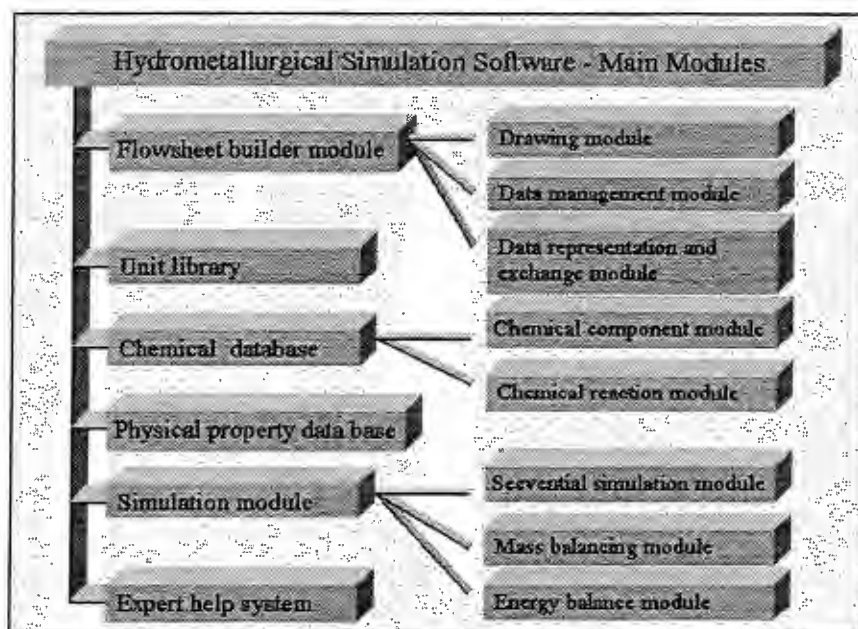 Hydrometallurgical Simulation Software - Main Modules.
Flowsheet builder module
Drawing module
Data management module
Data representation and
exchange module
Unit library
Chemical database
Chemical component module
Chemical reaction module
Physical property data base
Simulation module
Seevential simulation module
Mass balancing module
Energy balance module
Expert help system